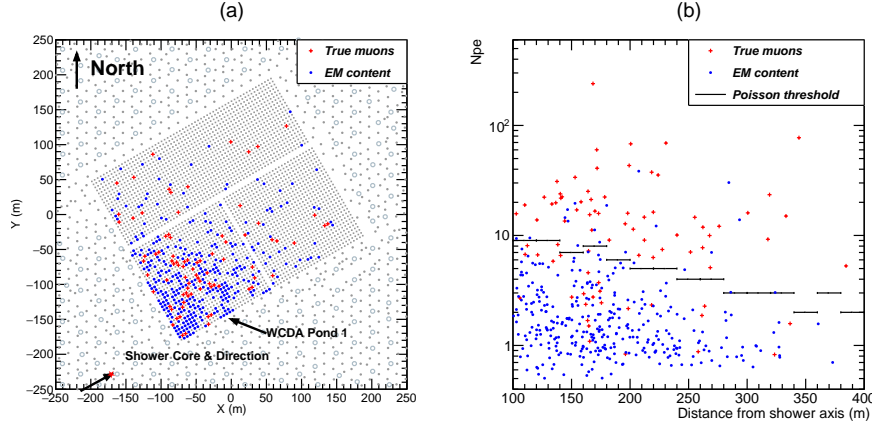 (a)
250
200
150
100
50
0
−50
−100
−150
−200
−250
Y (m)
North
True muons
EM content
WCDA Pond 1
Shower Core & Direction
−250 −200 −150 −100 −50 0 50 100 150 200 250
X (m)
(b)
Npe
10²
10
1
True muons
EM content
Poisson threshold
100 150 200 250 300 350 400
Distance from shower axis (m)